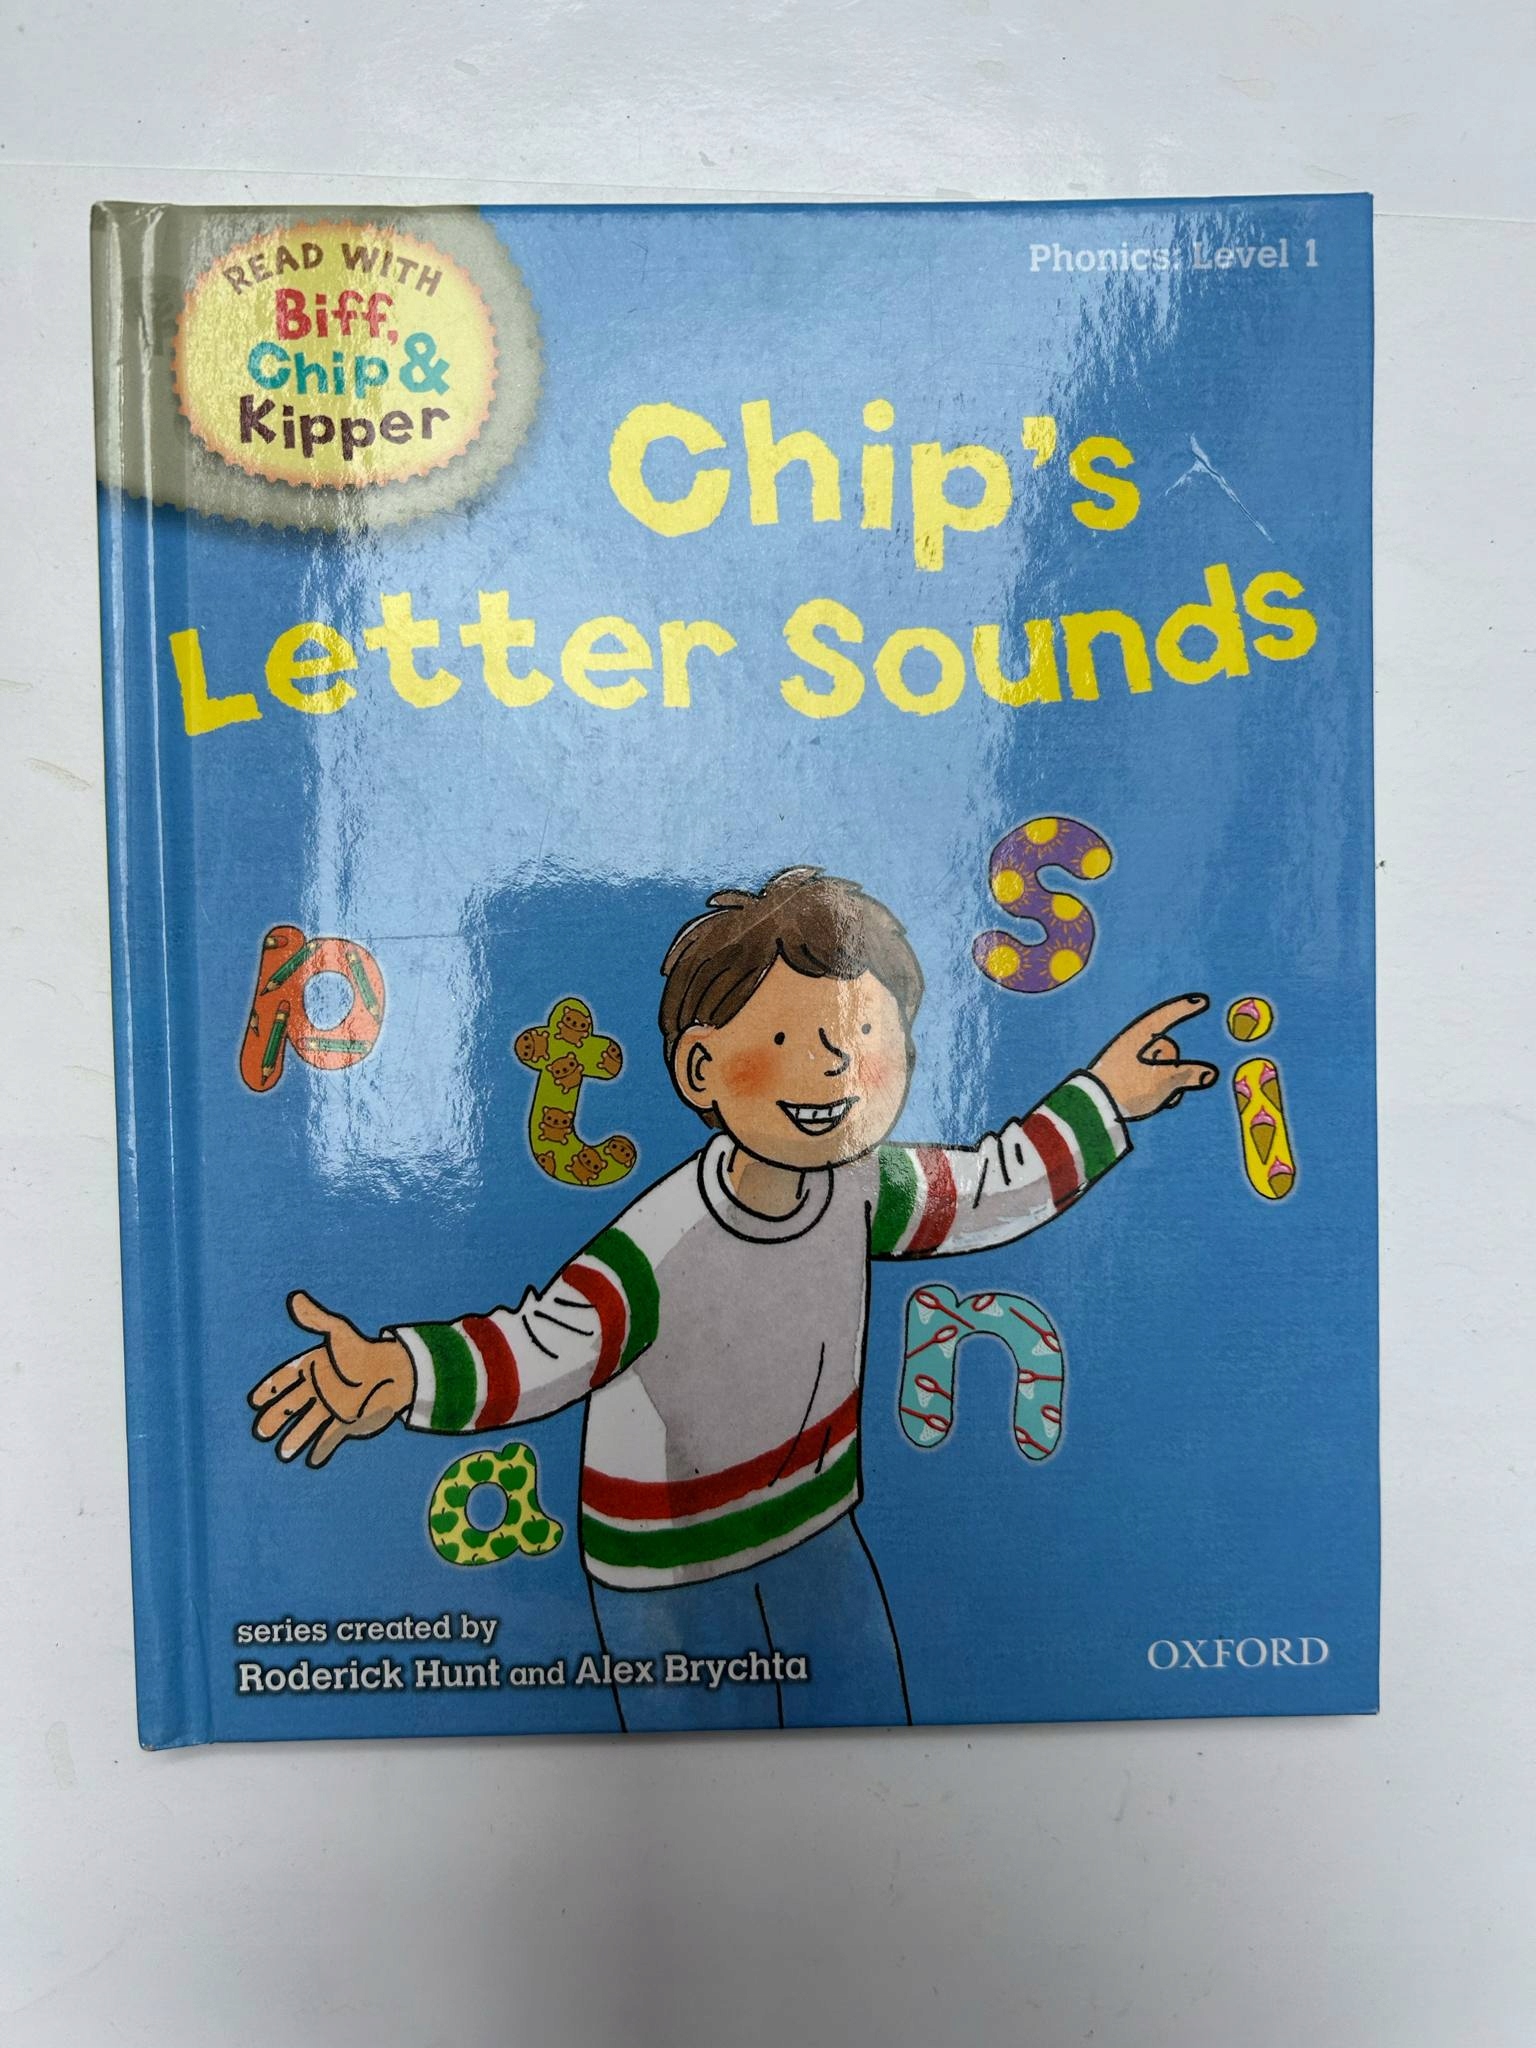 READ WITH
Biff,
Chip &
Kipper
Phonics: Level 1
Chip's
Letter Sounds
s
p
t
i
n
a
series created by
Roderick Hunt and Alex Brychta
OXFORD